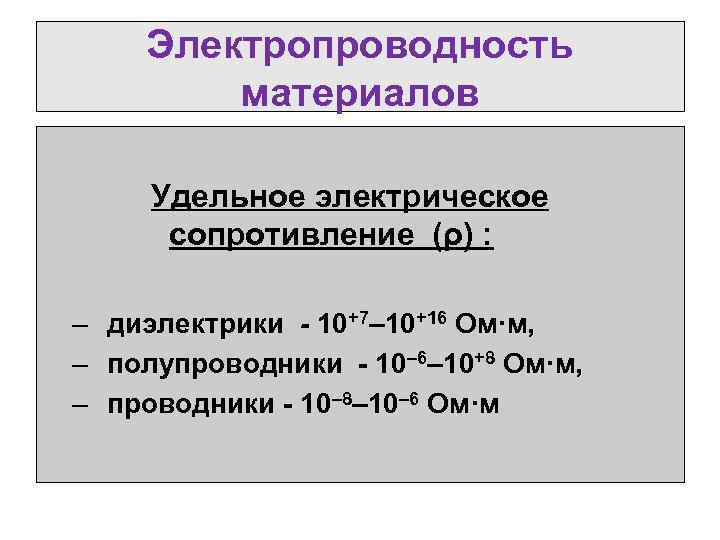 Электропроводность
материалов
Удельное электрическое
сопротивление (ρ) :
– диэлектрики - 10⁺⁷–10⁺¹⁶ Ом·м,
– полупроводники - 10⁻⁶–10⁺⁸ Ом·м,
– проводники - 10⁻⁸–10⁻⁶ Ом·м